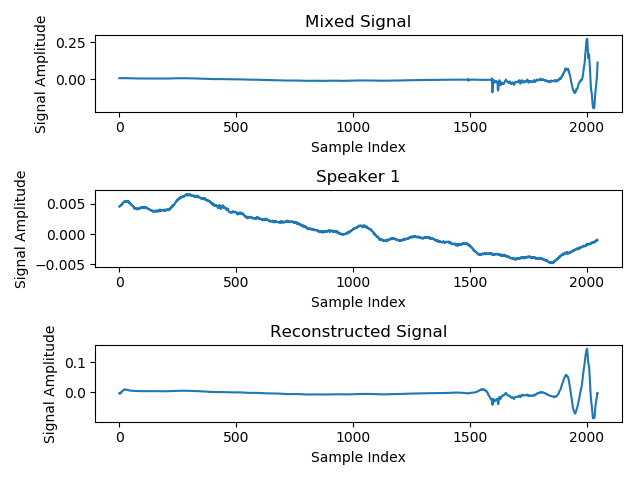 Mixed Signal
Signal Amplitude
0.25
0.00
0 500 1000 1500 2000
Sample Index
Speaker 1
Signal Amplitude
0.005
0.000
−0.005
0 500 1000 1500 2000
Sample Index
Reconstructed Signal
Signal Amplitude
0.1
0.0
0 500 1000 1500 2000
Sample Index